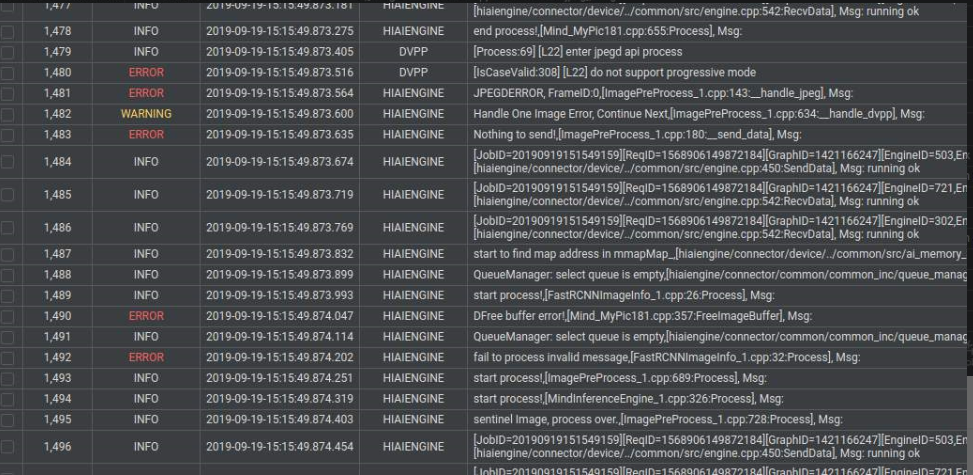 1,477 INFO 2019-09-19-15:15:49.873.181 HIAIENGINE
[hiaiengine/connector/device/../common/src/engine.cpp:542:RecvData], Msg: running ok
1,478 INFO 2019-09-19-15:15:49.873.275 HIAIENGINE end process!,[Mind_MyPic181.cpp:655:Process], Msg:
1,479 INFO 2019-09-19-15:15:49.873.405 DVPP [Process:69] [L22] enter jpegd api process
1,480 ERROR 2019-09-19-15:15:49.873.516 DVPP [IsCaseValid:308] [L22] do not support progressive mode
1,481 ERROR 2019-09-19-15:15:49.873.564 HIAIENGINE JPEGDERROR, FrameID:0,[ImagePreProcess_1.cpp:143:__handle_jpeg], Msg:
1,482 WARNING 2019-09-19-15:15:49.873.600 HIAIENGINE Handle One Image Error, Continue Next,[ImagePreProcess_1.cpp:634:__handle_dvpp], Msg:
1,483 ERROR 2019-09-19-15:15:49.873.635 HIAIENGINE Nothing to send!,[ImagePreProcess_1.cpp:180:__send_data], Msg:
1,484 INFO 2019-09-19-15:15:49.873.674 HIAIENGINE [JobID=20190919151549159][ReqID=1568906149872184][GraphID=1421166247][EngineID=503,En
[hiaiengine/connector/device/../common/src/engine.cpp:450:SendData], Msg: running ok
1,485 INFO 2019-09-19-15:15:49.873.719 HIAIENGINE [JobID=20190919151549159][ReqID=1568906149872184][GraphID=1421166247][EngineID=721,En
[hiaiengine/connector/device/../common/src/engine.cpp:542:RecvData], Msg: running ok
1,486 INFO 2019-09-19-15:15:49.873.769 HIAIENGINE [JobID=20190919151549159][ReqID=1568906149872184][GraphID=1421166247][EngineID=302,En
[hiaiengine/connector/device/../common/src/engine.cpp:542:RecvData], Msg: running ok
1,487 INFO 2019-09-19-15:15:49.873.832 HIAIENGINE start to find map address in mmapMap_,[hiaiengine/connector/device/../common/src/ai_memory_
1,488 INFO 2019-09-19-15:15:49.873.899 HIAIENGINE QueueManager: select queue is empty,[hiaiengine/connector/common/common_inc/queue_manag
1,489 INFO 2019-09-19-15:15:49.873.993 HIAIENGINE start process!,[FastRCNNImageInfo_1.cpp:26:Process], Msg:
1,490 ERROR 2019-09-19-15:15:49.874.047 HIAIENGINE DFree buffer error!,[Mind_MyPic181.cpp:357:FreeImageBuffer], Msg:
1,491 INFO 2019-09-19-15:15:49.874.114 HIAIENGINE QueueManager: select queue is empty,[hiaiengine/connector/common/common_inc/queue_manag
1,492 ERROR 2019-09-19-15:15:49.874.202 HIAIENGINE fail to process invalid message,[FastRCNNImageInfo_1.cpp:32:Process], Msg:
1,493 INFO 2019-09-19-15:15:49.874.251 HIAIENGINE start process!,[ImagePreProcess_1.cpp:689:Process], Msg:
1,494 INFO 2019-09-19-15:15:49.874.319 HIAIENGINE start process!,[MindInferenceEngine_1.cpp:326:Process], Msg:
1,495 INFO 2019-09-19-15:15:49.874.403 HIAIENGINE sentinel Image, process over.,[ImagePreProcess_1.cpp:728:Process], Msg:
1,496 INFO 2019-09-19-15:15:49.874.454 HIAIENGINE [JobID=20190919151549159][ReqID=1568906149872184][GraphID=1421166247][EngineID=503,En
[hiaiengine/connector/device/../common/src/engine.cpp:450:SendData], Msg: running ok
[JobID=20190919151549159][ReqID=1568906149872184][GraphID=1421166247][EngineID=721,En